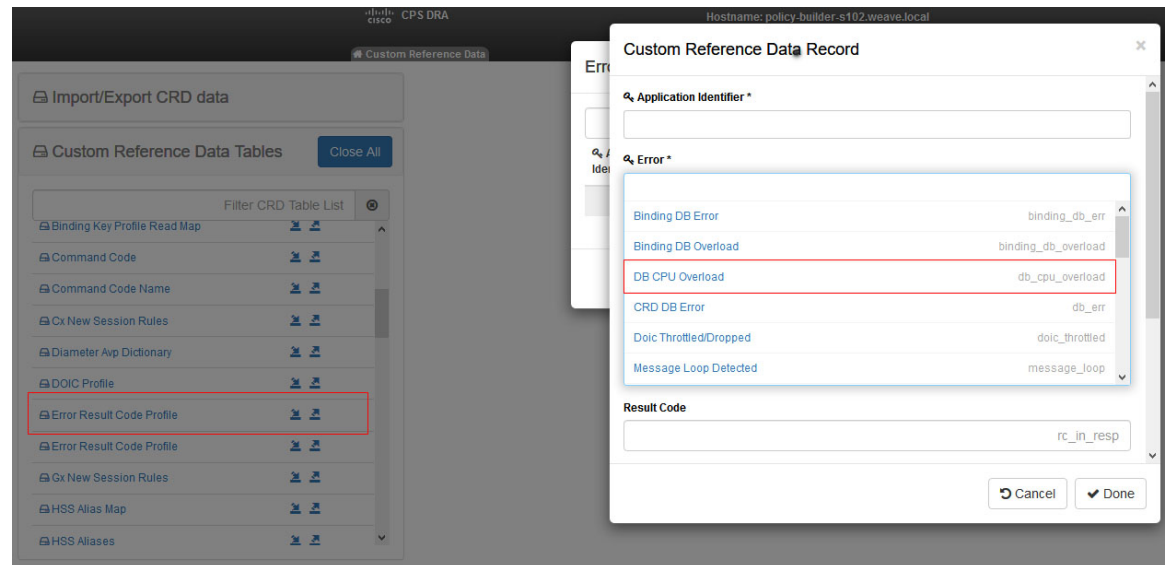 cisco CPS DRA
Hostname: policy-builder-s102.weave.local
Custom Reference Data
Import/Export CRD data
Custom Reference Data Tables
Close All
Filter CRD Table List
Binding Key Profile Read Map
Command Code
Command Code Name
Cx New Session Rules
Diameter Avp Dictionary
DOIC Profile
Error Result Code Profile
Error Result Code Profile
Gx New Session Rules
HSS Alias Map
HSS Aliases
Custom Reference Data Record
Application Identifier *
Error *
Binding DB Error binding_db_err
Binding DB Overload binding_db_overload
DB CPU Overload db_cpu_overload
CRD DB Error db_err
Doic Throttled/Dropped doic_throttled
Message Loop Detected message_loop
Result Code
rc_in_resp
Cancel Done